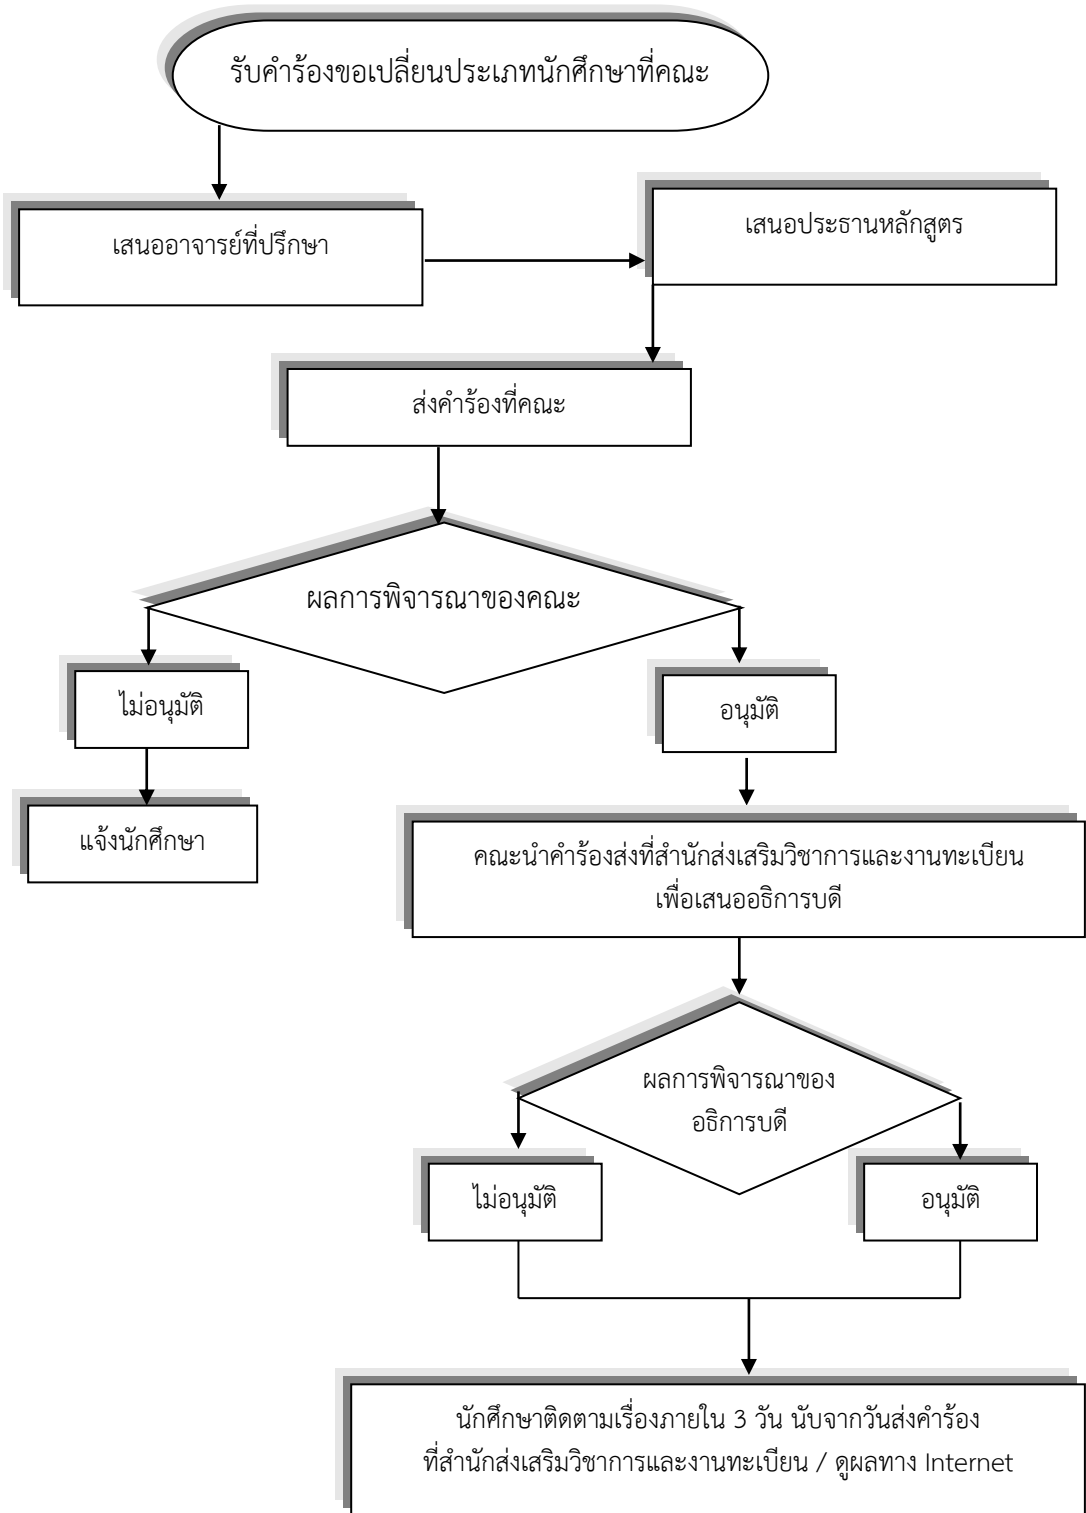 รับคำร้องขอเปลี่ยนประเภทนักศึกษาที่คณะ
เสนออาจารย์ที่ปรึกษา
เสนอประธานหลักสูตร
ส่งคำร้องที่คณะ
ผลการพิจารณาของคณะ
ไม่อนุมัติ
อนุมัติ
แจ้งนักศึกษา
คณะนำคำร้องส่งที่สำนักส่งเสริมวิชาการและงานทะเบียน
เพื่อเสนออธิการบดี
ผลการพิจารณาของ
อธิการบดี
ไม่อนุมัติ
อนุมัติ
นักศึกษาติดตามเรื่องภายใน 3 วัน นับจากวันส่งคำร้อง
ที่สำนักส่งเสริมวิชาการและงานทะเบียน / ดูผลทาง Internet